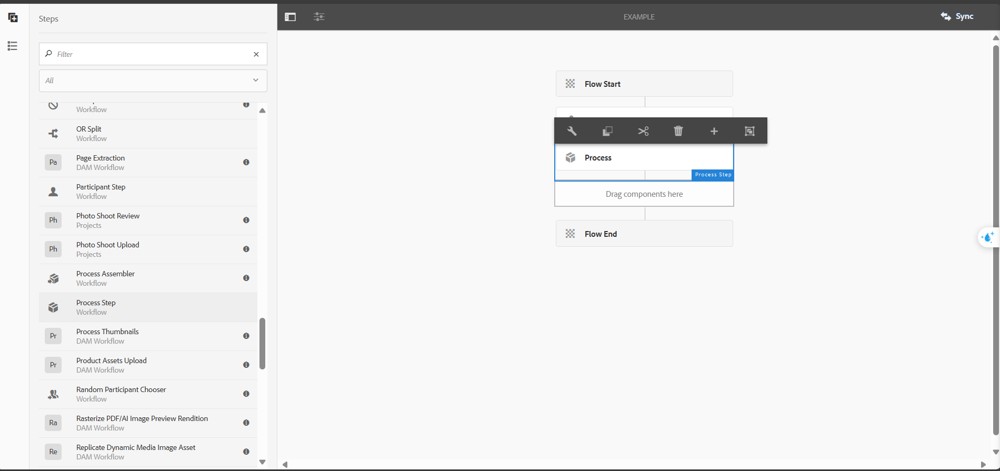 Steps
EXAMPLE
Sync
Filter
All
Workflow
OR Split
Workflow
Pa
Page Extraction
DAM Workflow
Participant Step
Workflow
Ph
Photo Shoot Review
Projects
Ph
Photo Shoot Upload
Projects
Process Assembler
Workflow
Process Step
Workflow
Pr
Process Thumbnails
DAM Workflow
Pr
Product Assets Upload
DAM Workflow
Random Participant Chooser
Workflow
Ra
Rasterize PDF/AI Image Preview Rendition
DAM Workflow
Re
Replicate Dynamic Media Image Asset
DAM Workflow
Flow Start
Process
Process Step
Drag components here
Flow End